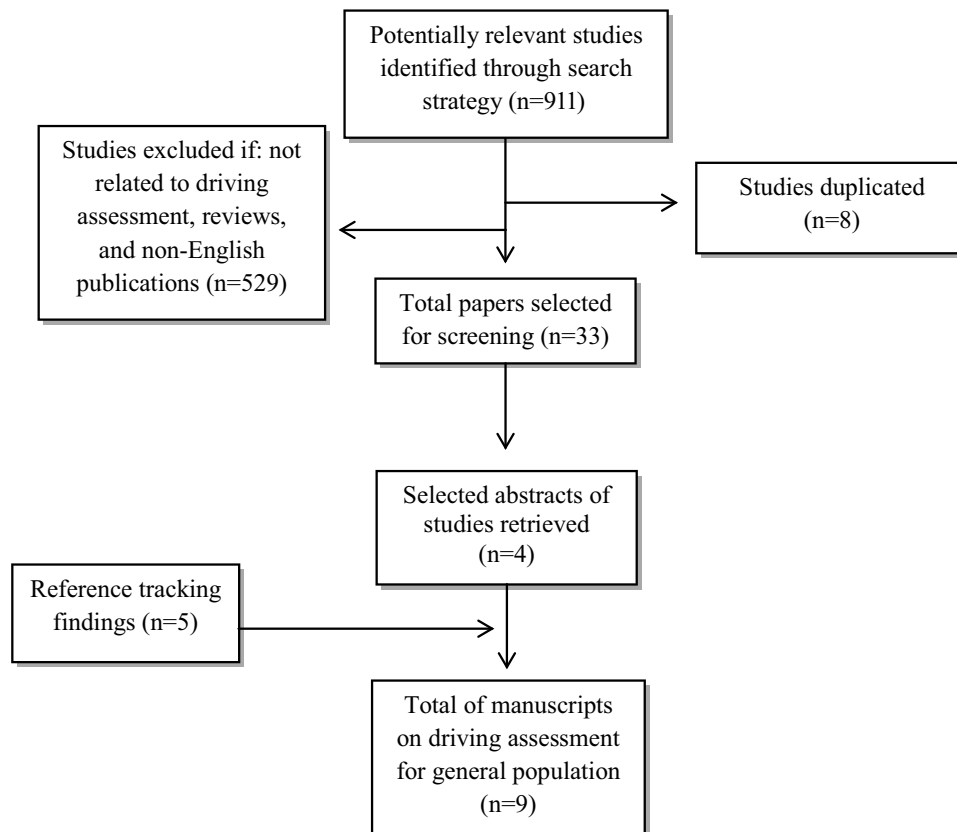 Potentially relevant studies
identified through search
strategy (n=911)
Studies excluded if: not
related to driving
assessment, reviews,
and non-English
publications (n=529)
Studies duplicated
(n=8)
Total papers selected
for screening (n=33)
Selected abstracts of
studies retrieved
(n=4)
Reference tracking
findings (n=5)
Total of manuscripts
on driving assessment
for general population
(n=9)